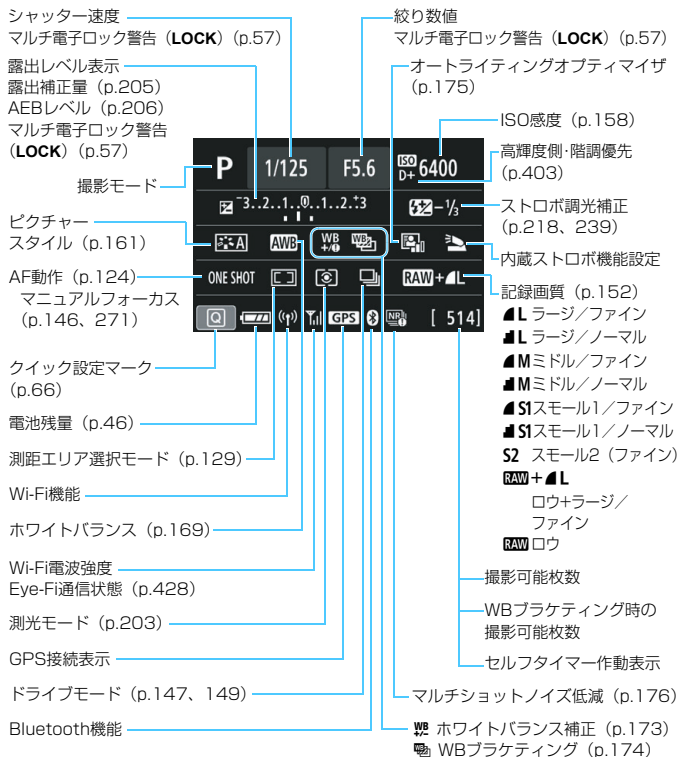 シャッター速度
マルチ電子ロック警告（LOCK）(p.57)
絞り数値
マルチ電子ロック警告（LOCK）(p.57)
露出レベル表示
露出補正量（p.205）
AEBレベル（p.206）
マルチ電子ロック警告
（LOCK）(p.57)
オートライティングオプティマイザ
（p.175）
ISO感度（p.158）
高輝度側・階調優先
(p.403)
撮影モード
ストロボ調光補正
(p.218、239)
ピクチャー
スタイル（p.161）
内蔵ストロボ機能設定
AF動作（p.124）
マニュアルフォーカス
（p.146、271）
P 1/125 F5.6 ISO D+ 6400
-3..2..1..0..1..2.+3 -1/3
A AWB WB +/-
ONE SHOT RAW+L
Q GPS NR [ 514]
記録画質（p.152）
L ラージ／ファイン
L ラージ／ノーマル
M ミドル／ファイン
M ミドル／ノーマル
S1 スモール1／ファイン
S1 スモール1／ノーマル
S2 スモール2（ファイン）
RAW+L
ロウ+ラージ／
ファイン
RAW ロウ
クイック設定マーク
(p.66)
電池残量（p.46）
測距エリア選択モード（p.129）
Wi-Fi機能
ホワイトバランス（p.169）
Wi-Fi電波強度
Eye-Fi通信状態（p.428）
測光モード（p.203）
GPS接続表示
ドライブモード（p.147、149）
Bluetooth機能
撮影可能枚数
WBブラケティング時の
撮影可能枚数
セルフタイマー作動表示
マルチショットノイズ低減（p.176）
WB +/- ホワイトバランス補正（p.173）
WB WBブラケティング（p.174）